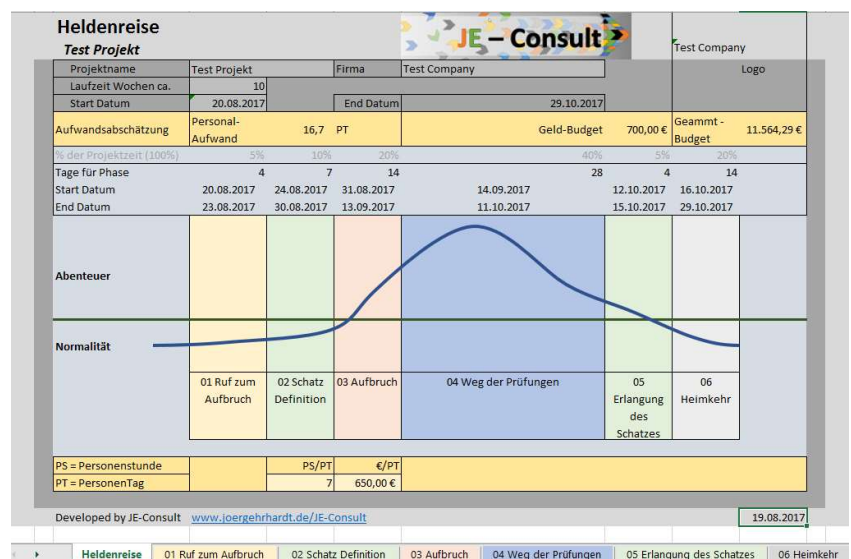 Heldenreise
Test Projekt
JE – Consult
Test Company
Projektname Test Projekt Firma Test Company Logo
Laufzeit Wochen ca. 10
Start Datum 20.08.2017 End Datum 29.10.2017
Aufwandsabschätzung Personal-Aufwand 16,7 PT Geld-Budget 700,00 € Geammt - Budget 11.564,29 €
% der Projektzeit (100%) 5% 10% 20% 40% 5% 20%
Tage für Phase 4 7 14 28 4 14
Start Datum 20.08.2017 24.08.2017 31.08.2017 14.09.2017 12.10.2017 16.10.2017
End Datum 23.08.2017 30.08.2017 13.09.2017 11.10.2017 15.10.2017 29.10.2017
Abenteuer
Normalität
01 Ruf zum Aufbruch
02 Schatz Definition
03 Aufbruch
04 Weg der Prüfungen
05 Erlangung des Schatzes
06 Heimkehr
PS = Personenstunde PS/PT €/PT
PT = PersonenTag 7 650,00 €
Developed by JE-Consult www.joergehrhardt.de/JE-Consult 19.08.2017
Heldenreise 01 Ruf zum Aufbruch 02 Schatz Definition 03 Aufbruch 04 Weg der Prüfungen 05 Erlangung des Schatzes 06 Heimkehr